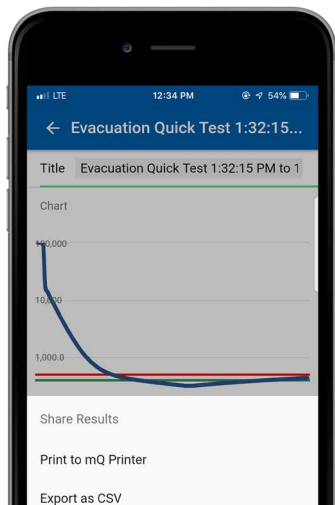 LTE 12:34 PM 54%
Evacuation Quick Test 1:32:15...
Title Evacuation Quick Test 1:32:15 PM to 1
Chart
100,000
10,000
1,000.0
Share Results
Print to mQ Printer
Export as CSV